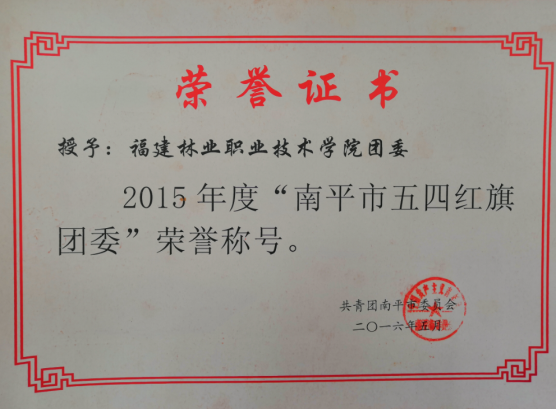 荣誉证书
授予：福建林业职业技术学院团委
2015年度“南平市五四红旗
团委”荣誉称号。
共青团南平市委员会
二〇一六年五月